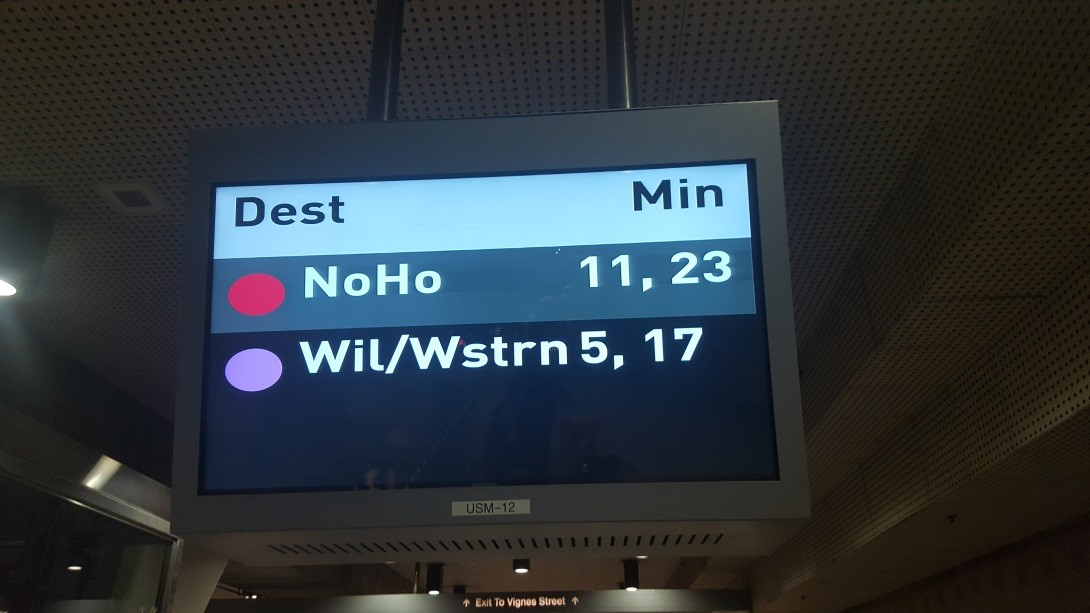 Dest Min
NoHo 11, 23
Wil/Wstrn 5, 17
USM-12
↑ Exit To Vignes Street ↑